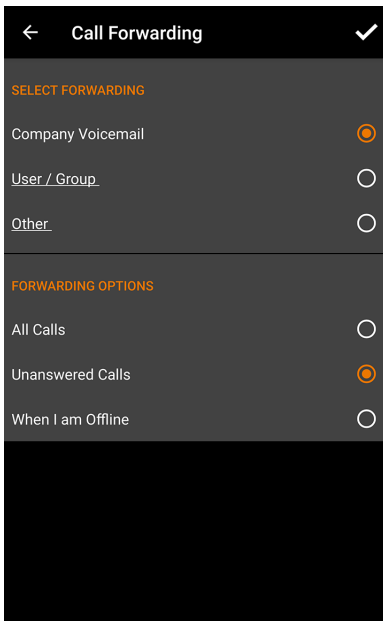 Call Forwarding
SELECT FORWARDING
Company Voicemail
User / Group
Other
FORWARDING OPTIONS
All Calls
Unanswered Calls
When I am Offline